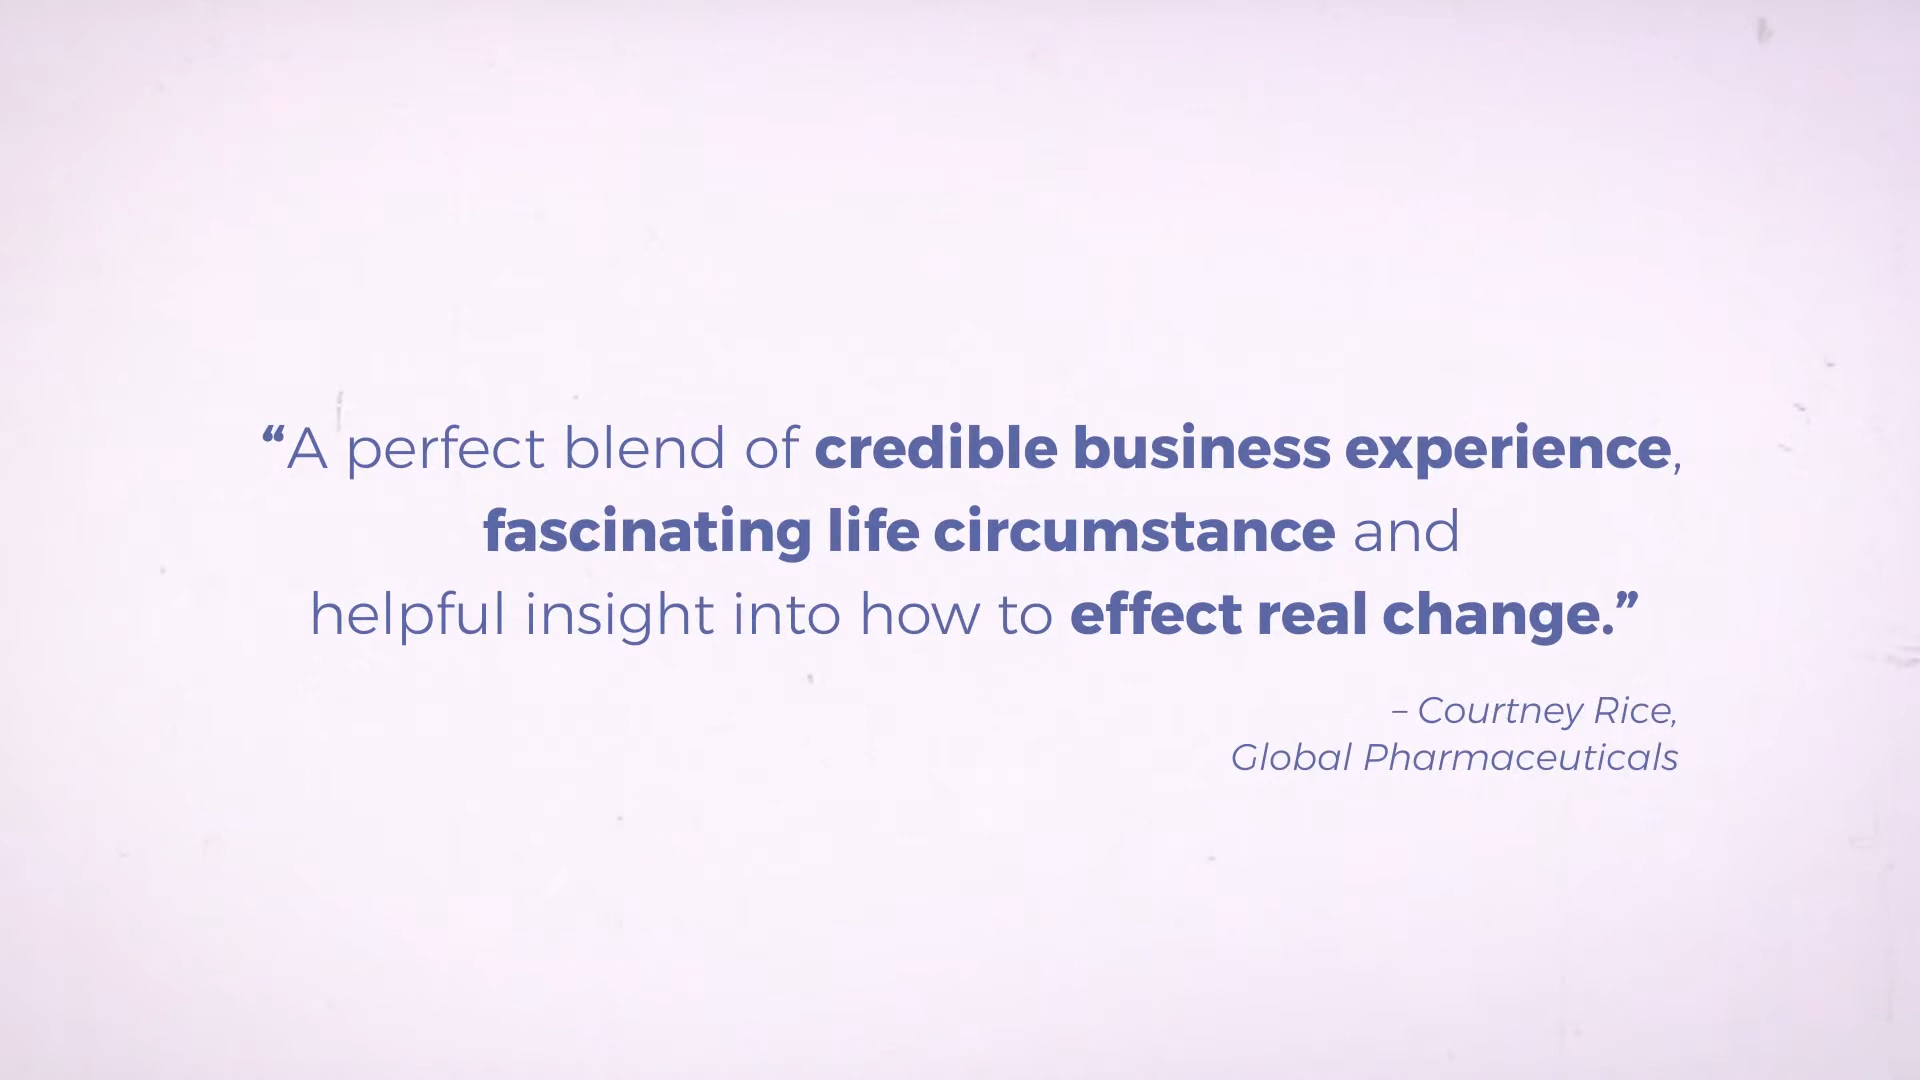 “A perfect blend of credible business experience,
fascinating life circumstance and
helpful insight into how to effect real change.”
– Courtney Rice,
Global Pharmaceuticals